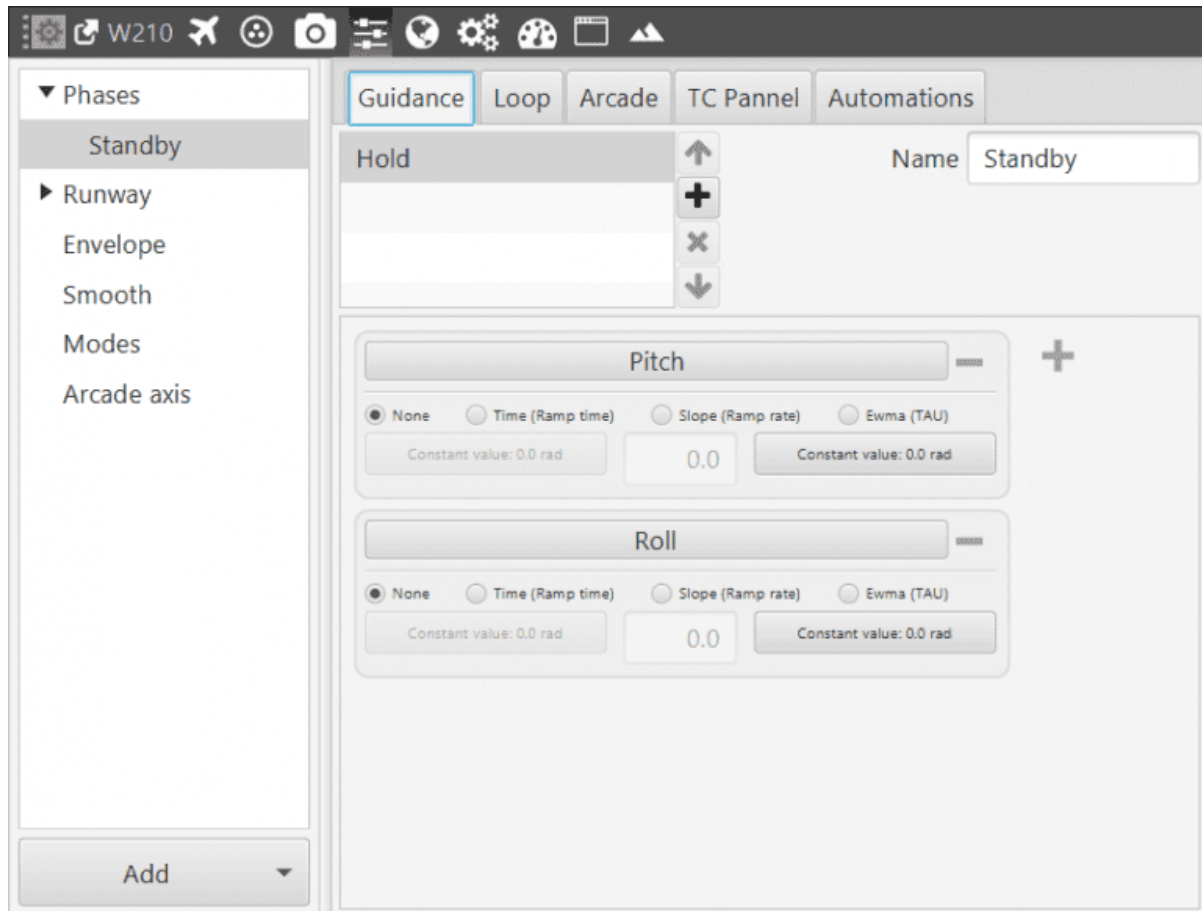 W210
Phases
Standby
Runway
Envelope
Smooth
Modes
Arcade axis
Add
Guidance Loop Arcade TC Pannel Automations
Hold
Name Standby
Pitch
None Time (Ramp time) Slope (Ramp rate) Ewma (TAU)
Constant value: 0.0 rad 0.0 Constant value: 0.0 rad
Roll
None Time (Ramp time) Slope (Ramp rate) Ewma (TAU)
Constant value: 0.0 rad 0.0 Constant value: 0.0 rad